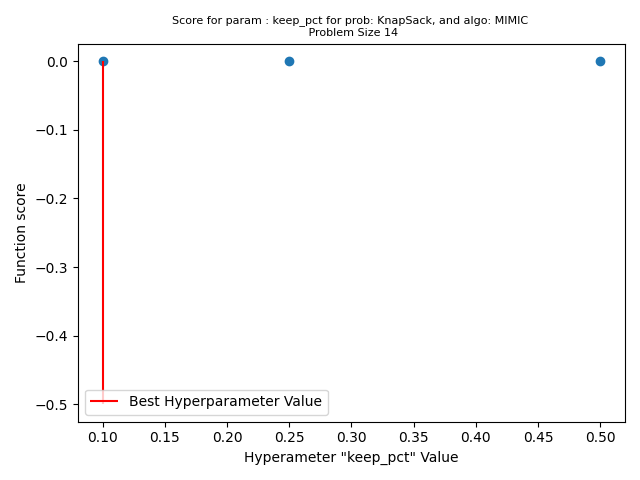 Score for param : keep_pct for prob: KnapSack, and algo: MIMIC
Problem Size 14
0.0
−0.1
−0.2
−0.3
−0.4
−0.5
Function score
Best Hyperparameter Value
0.10 0.15 0.20 0.25 0.30 0.35 0.40 0.45 0.50
Hyperameter "keep_pct" Value